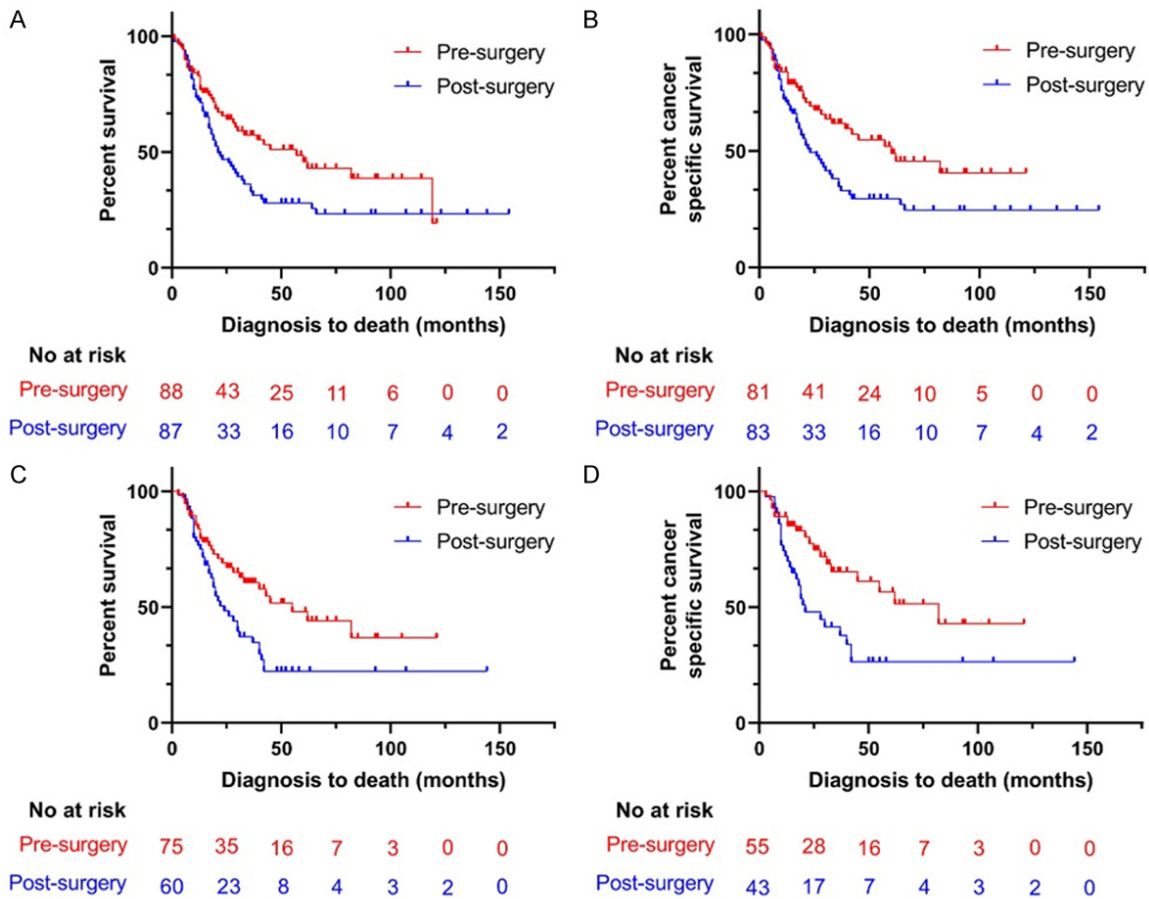 A
Percent survival
100
50
0
Pre-surgery
Post-surgery
0 50 100 150
Diagnosis to death (months)
No at risk
Pre-surgery 88 43 25 11 6 0 0
Post-surgery 87 33 16 10 7 4 2
B
Percent cancer
specific survival
100
50
0
Pre-surgery
Post-surgery
0 50 100 150
Diagnosis to death (months)
No at risk
Pre-surgery 81 41 24 10 5 0 0
Post-surgery 83 33 16 10 7 4 2
C
Percent survival
100
50
0
Pre-surgery
Post-surgery
0 50 100 150
Diagnosis to death (months)
No at risk
Pre-surgery 75 35 16 7 3 0 0
Post-surgery 60 23 8 4 3 2 0
D
Percent cancer
specific survival
100
50
0
Pre-surgery
Post-surgery
0 50 100 150
Diagnosis to death (months)
No at risk
Pre-surgery 55 28 16 7 3 0 0
Post-surgery 43 17 7 4 3 2 0